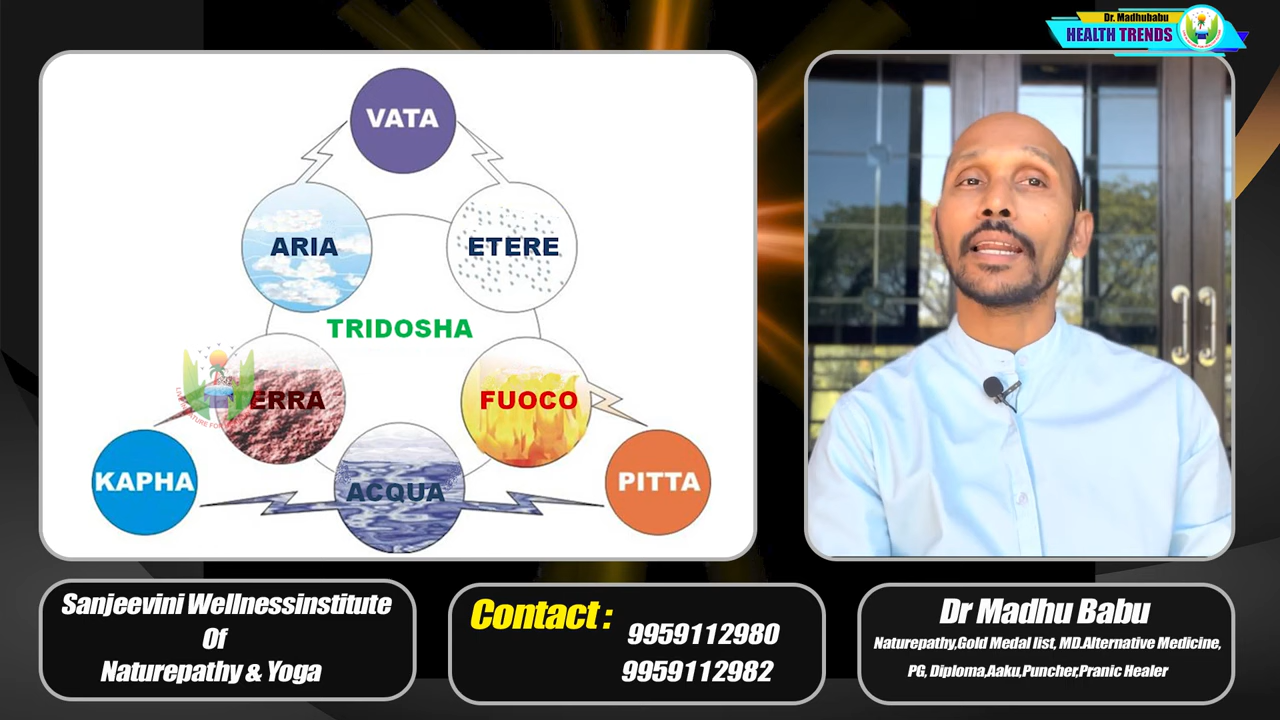 Dr. Madhubabu
HEALTH TRENDS
VATA
ARIA
ETERE
TRIDOSHA
ERRA
FUOCO
KAPHA
ACQUA
PITTA
Sanjeevini Wellnessinstitute
Of
Naturepathy & Yoga
Contact :
9959112980
9959112982
Dr Madhu Babu
Naturepathy,Gold Medal list, MD.Alternative Medicine,
PG, Diploma,Aaku,Puncher,Pranic Healer